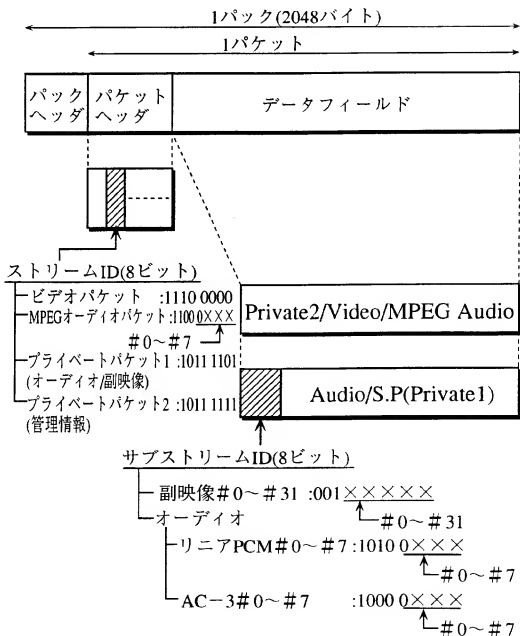 1パック(2048バイト)
1パケット
パック
ヘッダ
パケット
ヘッダ
データフィールド
ストリームID(8ビット)
ビデオパケット :1110 0000
MPEGオーディオパケット:1100 0×××
#0～#7
プライベートパケット1 :1011 1101
(オーディオ/副映像)
プライベートパケット2 :1011 1111
(管理情報)
Private2/Video/MPEG Audio
Audio/S.P(Private1)
サブストリームID(8ビット)
副映像#0～#31 :001×××××
#0～#31
オーディオ
リニアPCM#0～#7 :1010 0×××
#0～#7
AC-3#0～#7 :1000 0×××
#0～#7